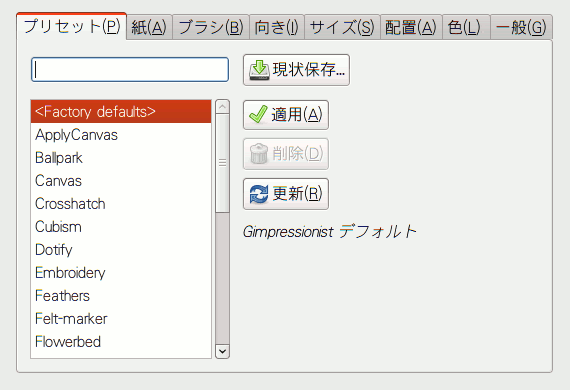 プリセット(P) 紙(A) ブラシ(B) 向き(I) サイズ(S) 配置(A) 色(L) 一般(G)
現状保存...
<Factory defaults>
ApplyCanvas
Ballpark
Canvas
Crosshatch
Cubism
Dotify
Embroidery
Feathers
Felt-marker
Flowerbed
適用(A)
削除(D)
更新(R)
Gimpressionist デフォルト